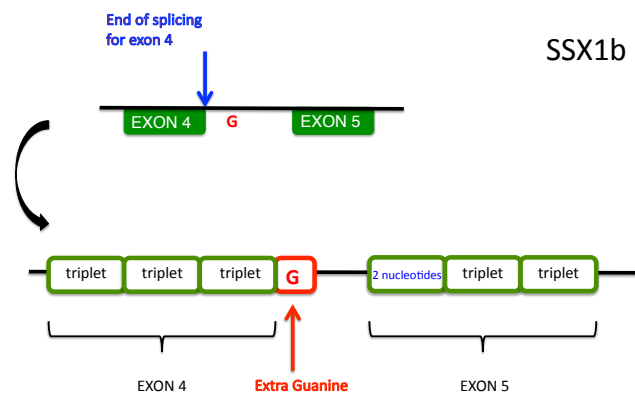 End of splicing
for exon 4
SSX1b
EXON 4
G
EXON 5
triplet
triplet
triplet
G
2 nucleotides
triplet
triplet
EXON 4
Extra Guanine
EXON 5